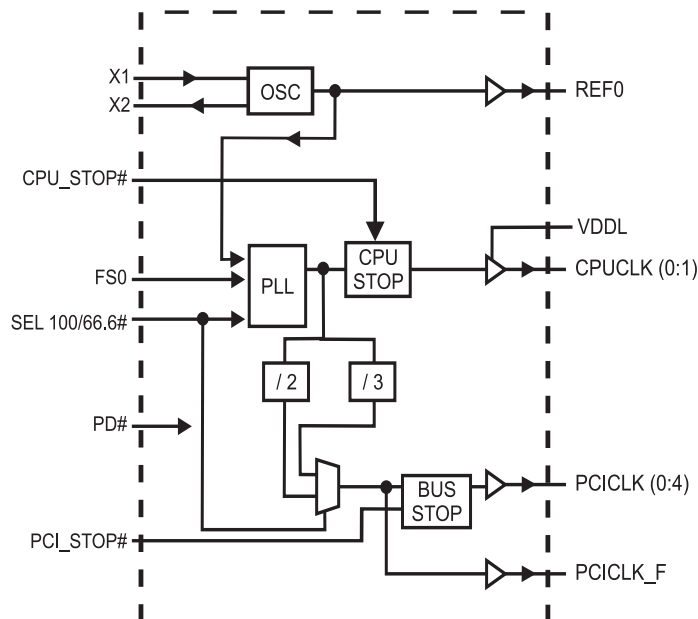 X1
OSC
REF0
X2
CPU_STOP#
VDDL
CPU
STOP
CPUCLK (0:1)
FS0
PLL
SEL 100/66.6#
/ 2
/ 3
PD#
BUS
STOP
PCICLK (0:4)
PCI_STOP#
PCICLK_F